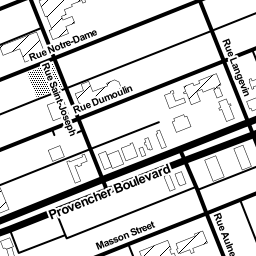 Rue Notre-Dame
Rue Langevin
Rue Saint-Joseph
Rue Dumoulin
Provencher Boulevard
Masson Street
Rue Aulne